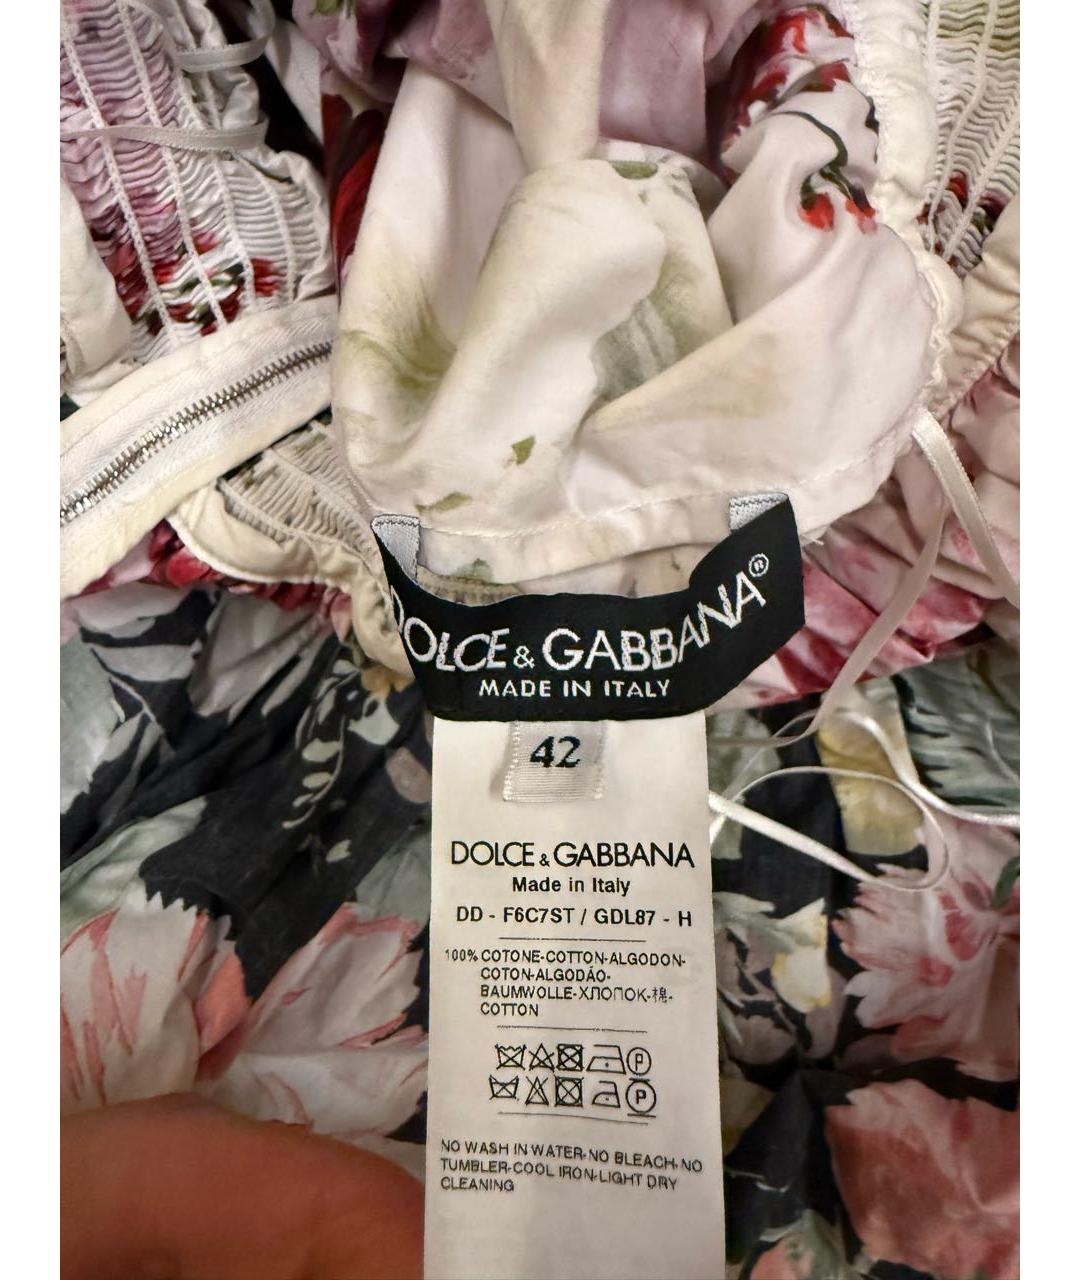 DOLCE & GABBANA®
MADE IN ITALY
42
DOLCE & GABBANA
Made in Italy
DD - F6C7ST / GDL87 - H
100% COTONE-COTTON-ALGODON-
COTON-ALGODÃO-
BAUMWOLLE-ХЛОПОК-棉-
COTTON
P
P
NO WASH IN WATER-NO BLEACH-NO
TUMBLER-COOL IRON-LIGHT DRY
CLEANING